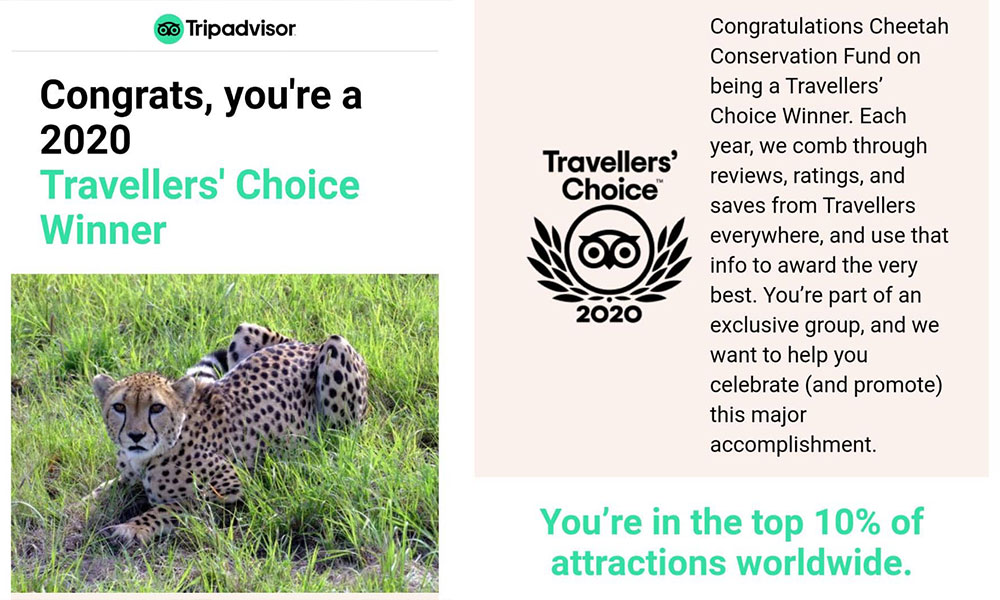 Tripadvisor
Congrats, you're a
2020
Travellers' Choice
Winner
Travellers’
Choice™
2020
Congratulations Cheetah
Conservation Fund on
being a Travellers’
Choice Winner. Each
year, we comb through
reviews, ratings, and
saves from Travellers
everywhere, and use that
info to award the very
best. You’re part of an
exclusive group, and we
want to help you
celebrate (and promote)
this major
accomplishment.
You’re in the top 10% of
attractions worldwide.